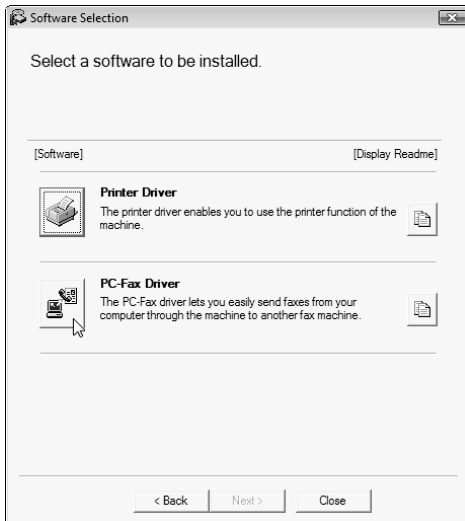 Software Selection
Select a software to be installed.
[Software] [Display Readme]
Printer Driver
The printer driver enables you to use the printer function of the
machine.
PC-Fax Driver
The PC-Fax driver lets you easily send faxes from your
computer through the machine to another fax machine.
< Back Next > Close